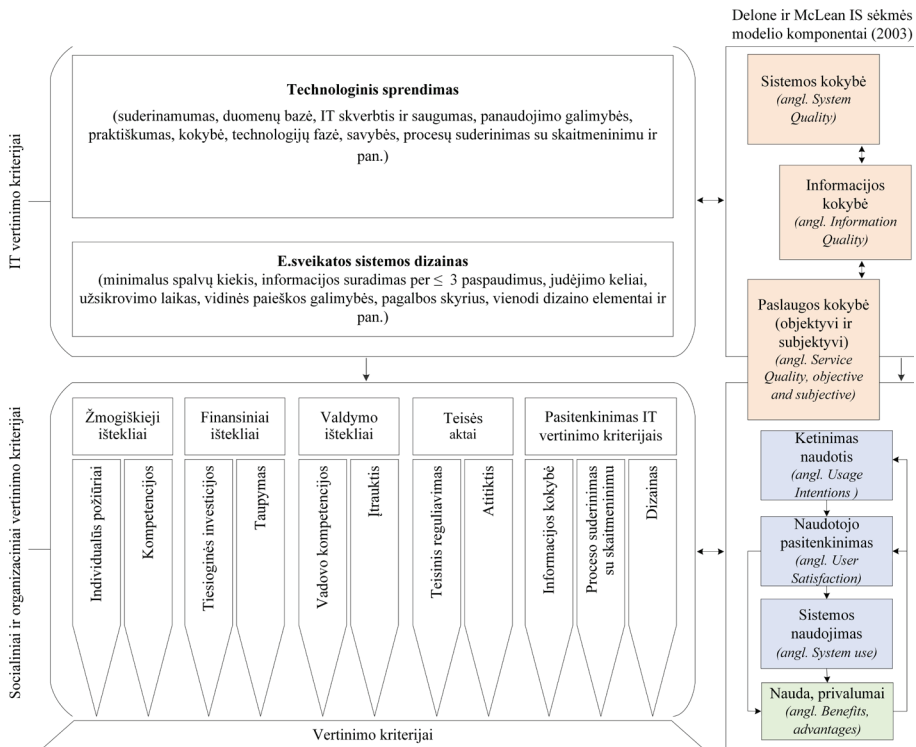 Delone ir McLean IS sėkmės
modelio komponentai (2003)
IT vertinimo kriterijai
Technologinis sprendimas
(suderinamumas, duomenų bazė, IT skverbtis ir saugumas, panaudojimo galimybės,
praktiškumas, kokybė, technologijų fazė, savybės, procesų suderinimas su skaitmeninimu ir
pan.)
E.sveikatos sistemos dizainas
(minimalus spalvų kiekis, informacijos suradimas per ≤ 3 paspaudimus, judėjimo keliai,
užsikrovimo laikas, vidinės paieškos galimybės, pagalbos skyrius, vienodi dizaino elementai ir
pan.)
Sistemos kokybė
(angl. System
Quality)
Informacijos
kokybė
(angl. Information
Quality)
Paslaugos kokybė
(objektyvi ir
subjektyvi)
(angl. Service
Quality, objective
and subjective)
Socialiniai ir organizaciniai vertinimo kriterijai
Žmogiškieji
ištekliai
Individualūs požiūriai
Kompetencijos
Finansiniai
ištekliai
Tiesioginės investicijos
Taupymas
Valdymo
ištekliai
Vadovo kompetencijos
Įtrauktis
Teisės
aktai
Teisinis reguliavimas
Atitiktis
Pasitenkinimas IT
vertinimo kriterijais
Informacijos kokybė
Proceso suderinimas
su skaitmeninimu
Dizainas
Ketinimas
naudotis
(angl. Usage
Intentions )
Naudotojo
pasitenkinimas
(angl. User
Satisfaction)
Sistemos
naudojimas
(angl. System use)
Nauda, privalumai
(angl. Benefits,
advantages)
Vertinimo kriterijai